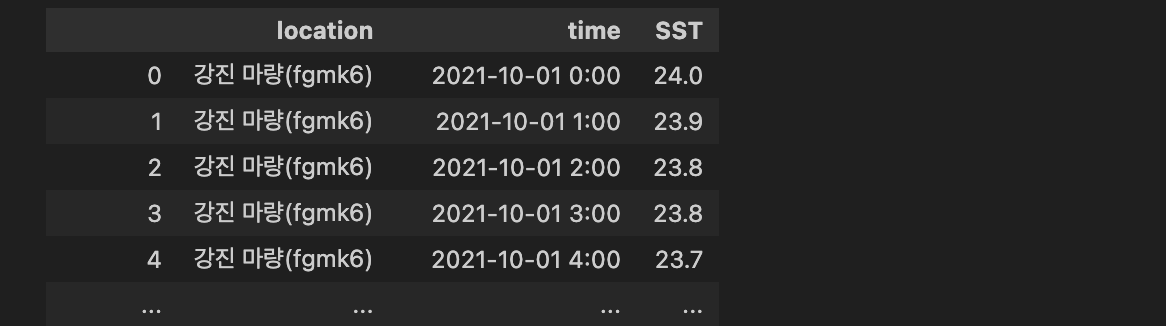 location time SST
0 강진 마량(fgmk6) 2021-10-01 0:00 24.0
1 강진 마량(fgmk6) 2021-10-01 1:00 23.9
2 강진 마량(fgmk6) 2021-10-01 2:00 23.8
3 강진 마량(fgmk6) 2021-10-01 3:00 23.8
4 강진 마량(fgmk6) 2021-10-01 4:00 23.7
... ... ... ...